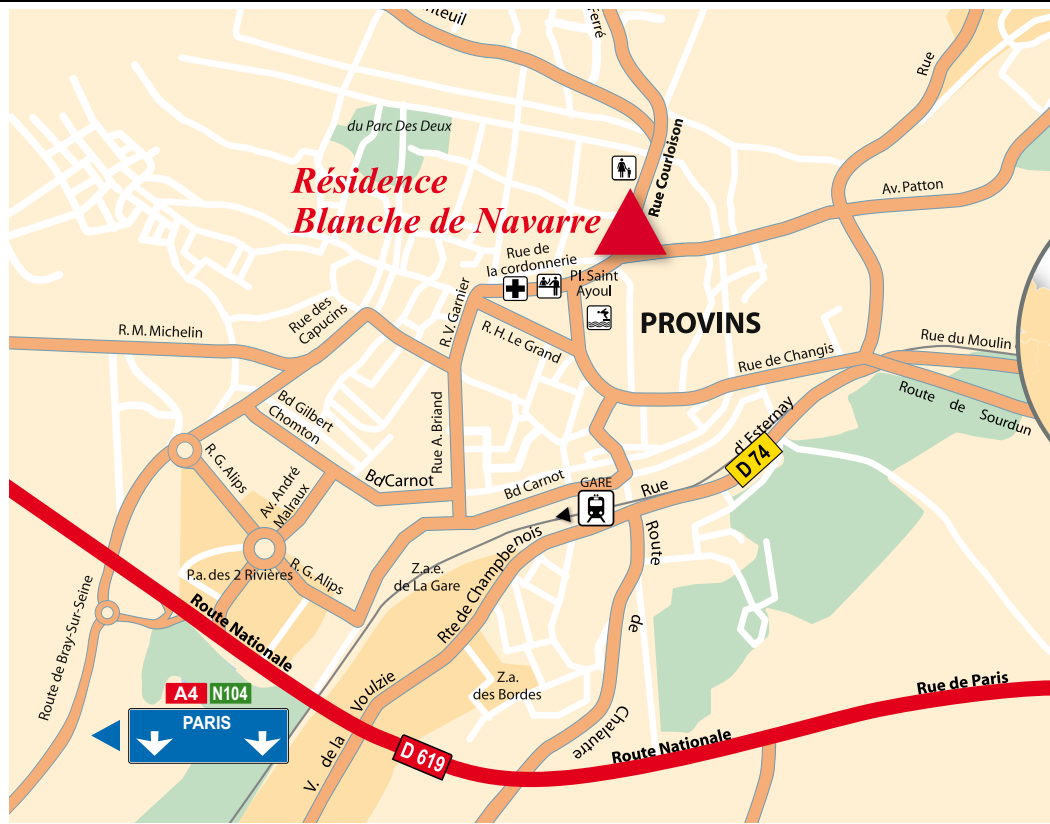 nteuil
Ferré
Rue
du Parc Des Deux
Rue Courloison
Résidence
Blanche de Navarre
Av. Patton
Rue de
la cordonnerie
Pl. Saint
Ayoul
R. V. Garnier
Rue des
Capucins
R. M. Michelin
R. H. Le Grand
PROVINS
Rue du Moulin
Rue de Changis
Route de Sourdun
Bd Gilbert
Chomton
Rue A. Briand
d' Esternay
D 74
R. G. Alips
Av. André
Malraux
Bd Carnot
Bd Carnot
GARE
Rue
Route
de
Chalautre
P.a. des 2 Rivières
R. G. Alips
Z.a.e.
de La Gare
Rte de Champbenois
Route de Bray-Sur-Seine
Route Nationale
Z.a.
des Bordes
V. de la Voulzie
A4 N104
PARIS
D 619
Route Nationale
Rue de Paris